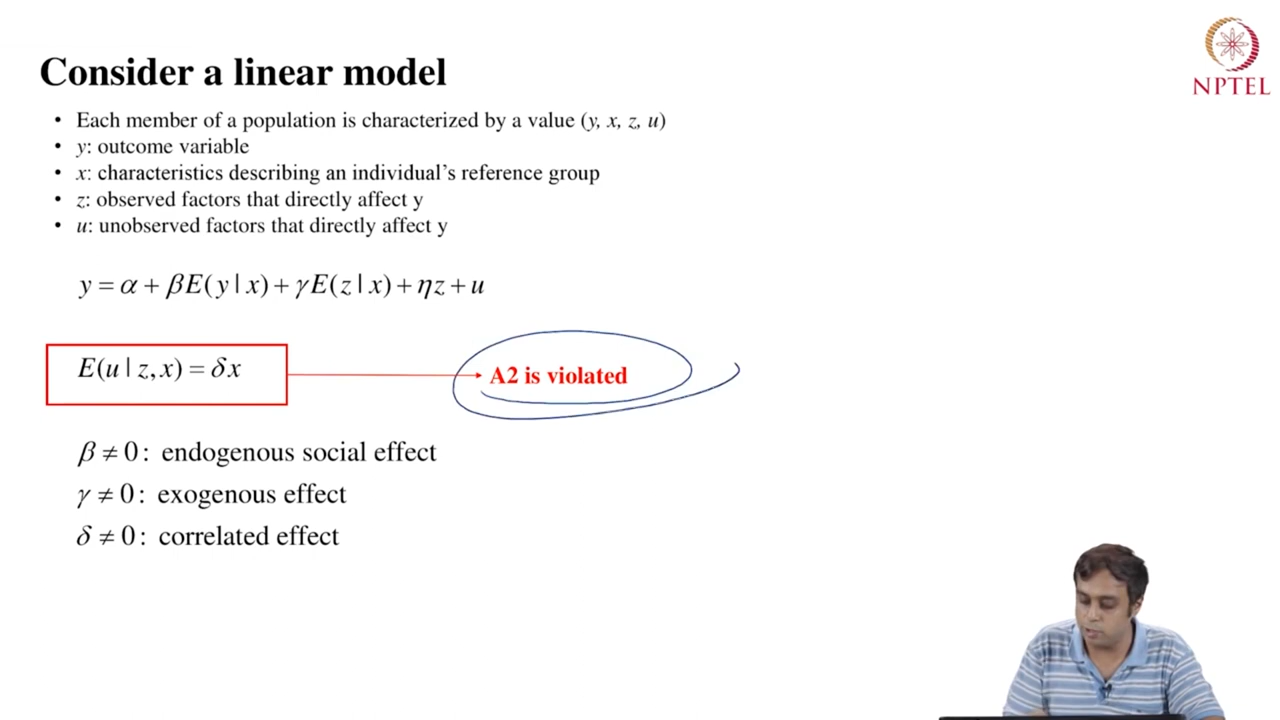 Consider a linear model
NPTEL
• Each member of a population is characterized by a value (y, x, z, u)
• y: outcome variable
• x: characteristics describing an individual's reference group
• z: observed factors that directly affect y
• u: unobserved factors that directly affect y
y = α + βE(y | x) + γE(z | x) + ηz + u
E(u | z, x) = δx
A2 is violated
β ≠ 0 : endogenous social effect
γ ≠ 0 : exogenous effect
δ ≠ 0 : correlated effect